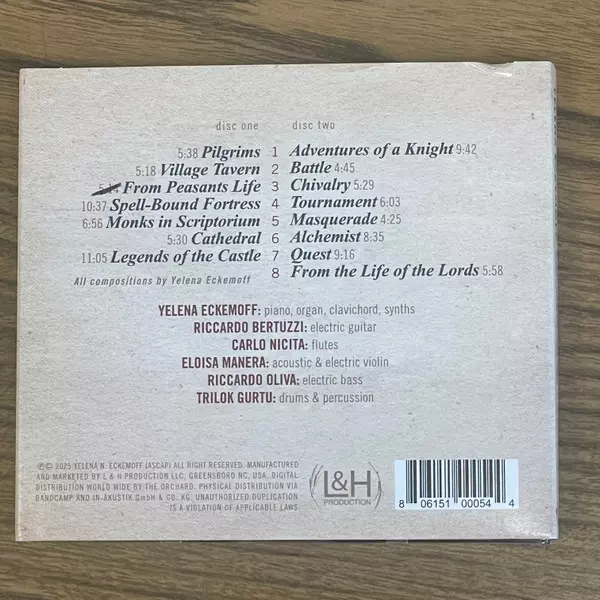 disc one disc two
5:38 Pilgrims 1 Adventures of a Knight 9:42
5:18 Village Tavern 2 Battle 4:45
From Peasants Life 3 Chivalry 5:29
10:37 Spell-Bound Fortress 4 Tournament 6:03
6:56 Monks in Scriptorium 5 Masquerade 4:25
5:30 Cathedral 6 Alchemist 8:35
11:05 Legends of the Castle 7 Quest 9:16
8 From the Life of the Lords 5:58
All compositions by Yelena Eckemoff
YELENA ECKEMOFF: piano, organ, clavichord, synths
RICCARDO BERTUZZI: electric guitar
CARLO NICITA: flutes
ELOISA MANERA: acoustic & electric violin
RICCARDO OLIVA: electric bass
TRILOK GURTU: drums & percussion
℗© 2025 YELENA N. ECKEMOFF (ASCAP) ALL RIGHT RESERVED. MANUFACTURED
AND MARKETED BY L & H PRODUCTION LLC, GREENSBORO NC, USA, DIGITAL
DISTRIBUTION WORLD WIDE BY THE ORCHARD. PHYSICAL DISTRIBUTION VIA
BANDCAMP AND IN-AKUSTIK GmbH & CO. KG. UNAUTHORIZED DUPLICATION
IS A VIOLATION OF APPLICABLE LAWS
L&H
PRODUCTION
8 06151 00054 4